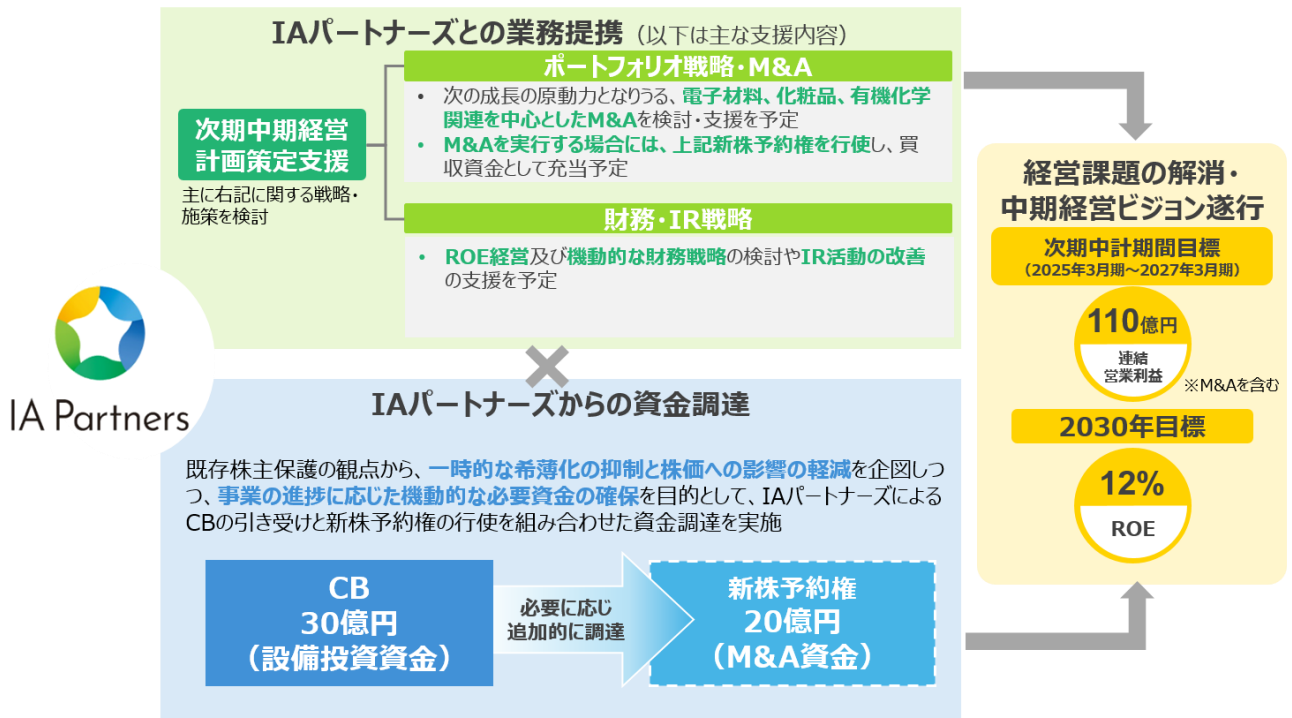 IAパートナーズとの業務提携（以下は主な支援内容）
ポートフォリオ戦略・M&A
• 次の成長の原動力となりうる、電子材料、化粧品、有機化学
関連を中心としたM&Aを検討・支援を予定
• M&Aを実行する場合には、上記新株予約権を行使し、買
収資金として充当予定
次期中期経営
計画策定支援
主に右記に関する戦略・
施策を検討
財務・IR戦略
• ROE経営及び機動的な財務戦略の検討やIR活動の改善
の支援を予定
IA Partners
IAパートナーズからの資金調達
既存株主保護の観点から、一時的な希薄化の抑制と株価への影響の軽減を企図しつ
つ、事業の進捗に応じた機動的な必要資金の確保を目的として、IAパートナーズによる
CBの引き受けと新株予約権の行使を組み合わせた資金調達を実施
CB
30億円
（設備投資資金）
必要に応じ
追加的に調達
新株予約権
20億円
（M&A資金）
経営課題の解消・
中期経営ビジョン遂行
次期中計期間目標
（2025年3月期～2027年3月期）
110億円
連結
営業利益
※M&Aを含む
2030年目標
12%
ROE